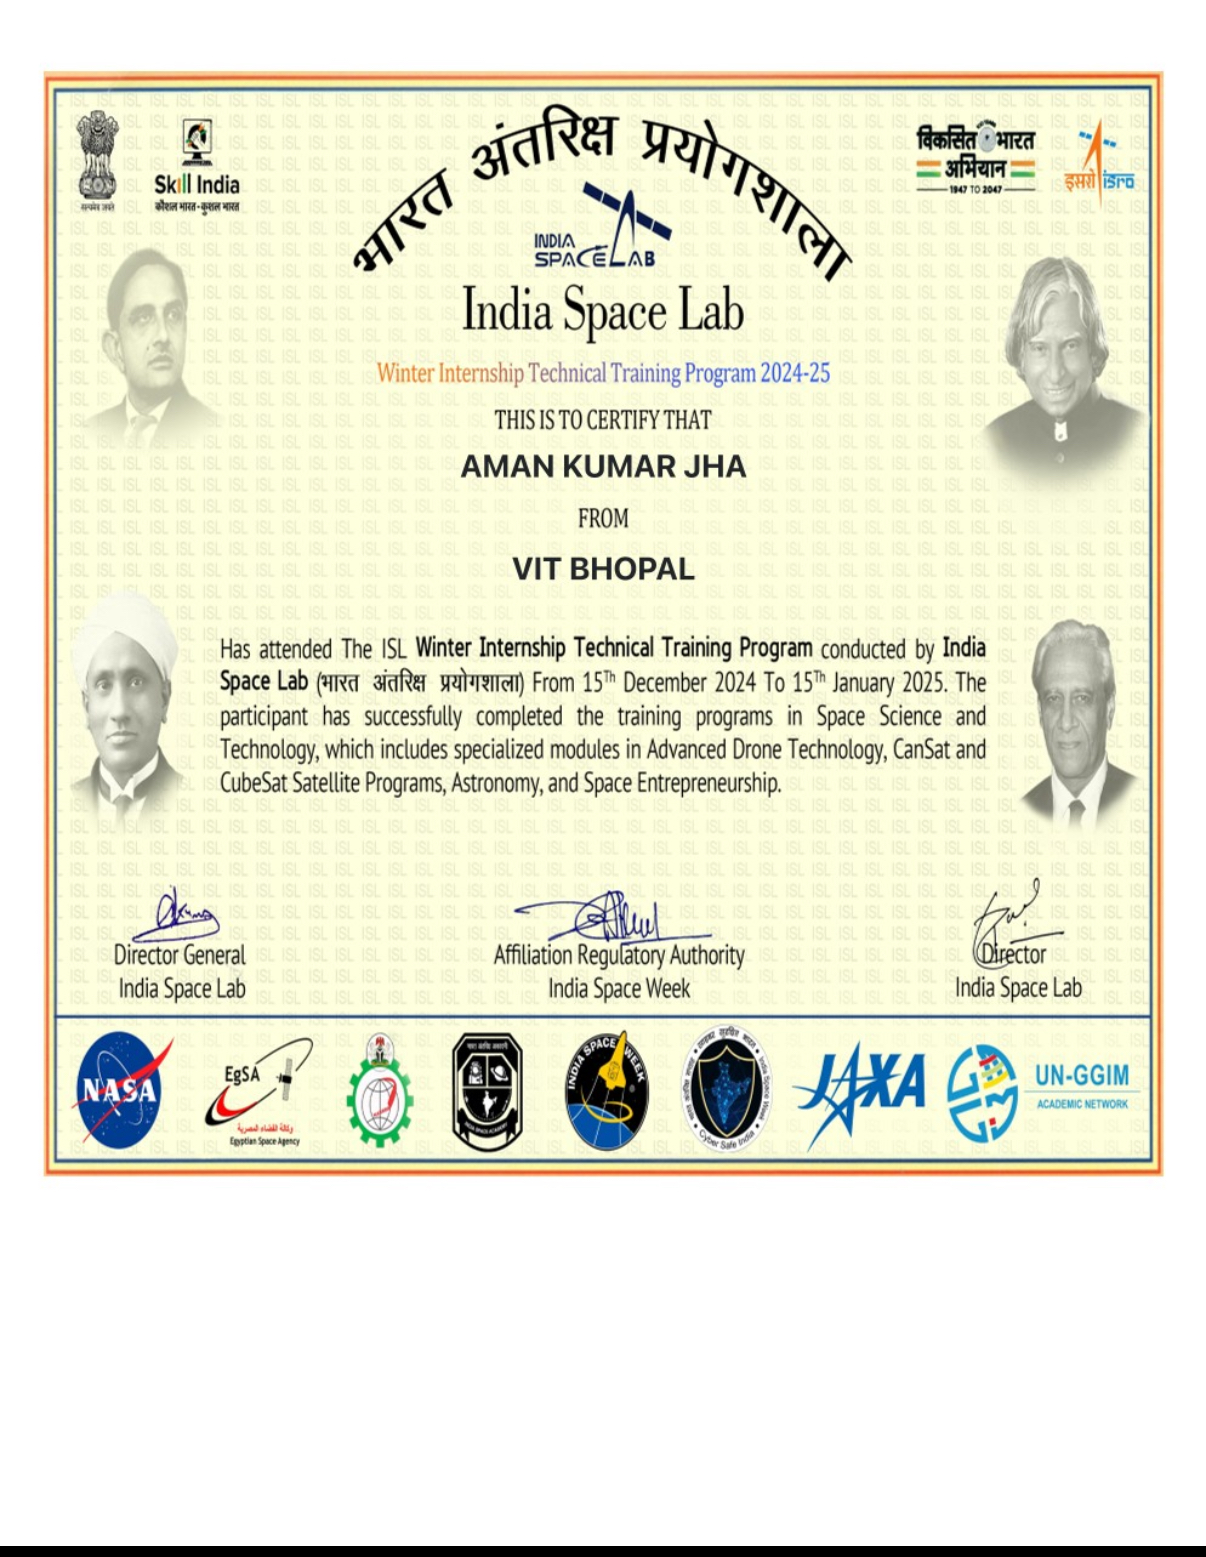 सत्यमेव जयते
Skill India
कौशल भारत - कुशल भारत
भारत अंतरिक्ष प्रयोगशाला
INDIA
SPACELAB
विकसित भारत
अभियान
1947 TO 2047
इसरो isro
India Space Lab
Winter Internship Technical Training Program 2024-25
THIS IS TO CERTIFY THAT
AMAN KUMAR JHA
FROM
VIT BHOPAL
Has attended The ISL Winter Internship Technical Training Program conducted by India
Space Lab (भारत अंतरिक्ष प्रयोगशाला) From 15Th December 2024 To 15Th January 2025. The
participant has successfully completed the training programs in Space Science and
Technology, which includes specialized modules in Advanced Drone Technology, CanSat and
CubeSat Satellite Programs, Astronomy, and Space Entrepreneurship.
Director General
India Space Lab
Affiliation Regulatory Authority
India Space Week
Director
India Space Lab
NASA
EgSA
وكالة الفضاء المصرية
Egyptian Space Agency
INDIA SPACE ACADEMY
INDIA SPACE WEEK
India Space Week
Cyber Safe India
JAXA
UN-GGIM
ACADEMIC NETWORK